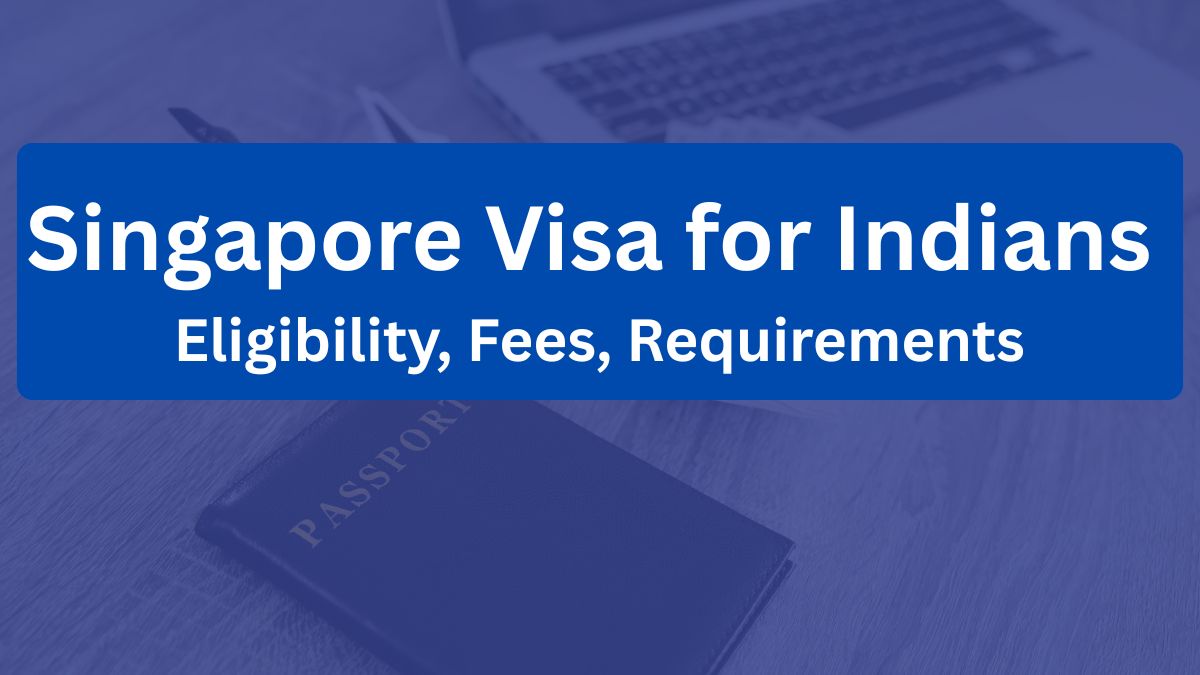 Singapore Visa for Indians
Eligibility, Fees, Requirements
PASSPORT